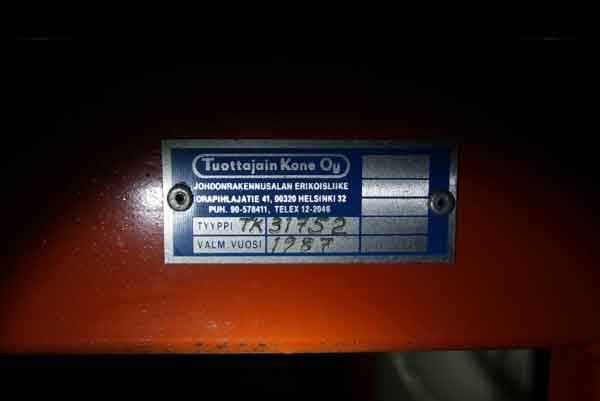 Tuottajain Kone Oy
JOHDONRAKENNUSALAN ERIKOISLIIKE
ORAPIHLAJATIE 41, 00320 HELSINKI 32
PUH. 90-578411, TELEX 12-2046
TYYPPI TK 31752
VALM. VUOSI 1987